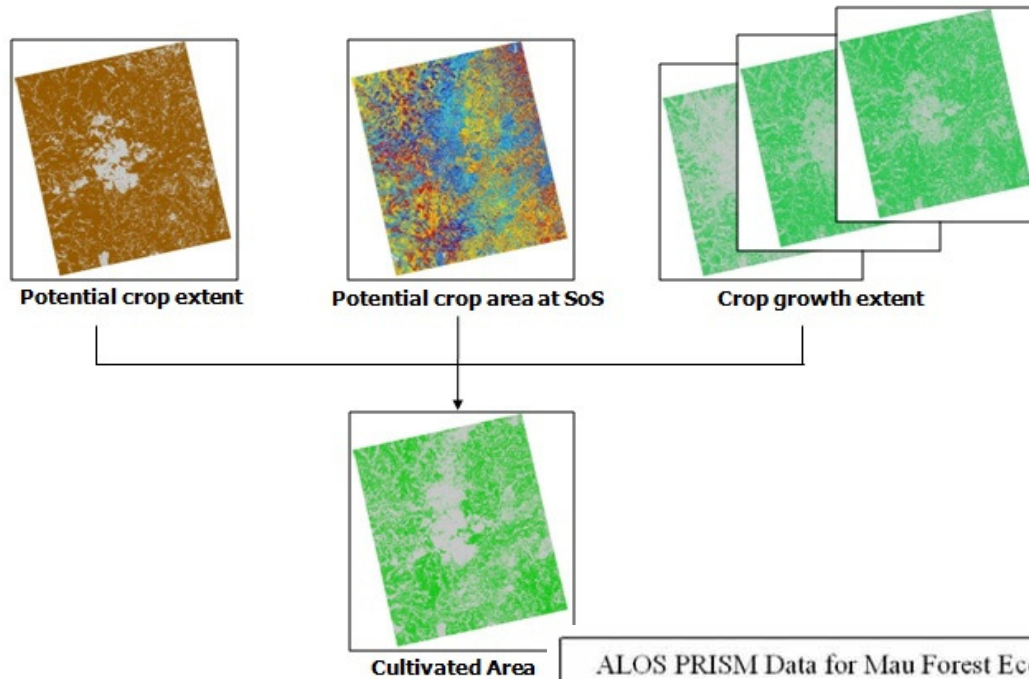 Potential crop extent
Potential crop area at SoS
Crop growth extent
Cultivated Area
ALOS PRISM Data for Mau Forest